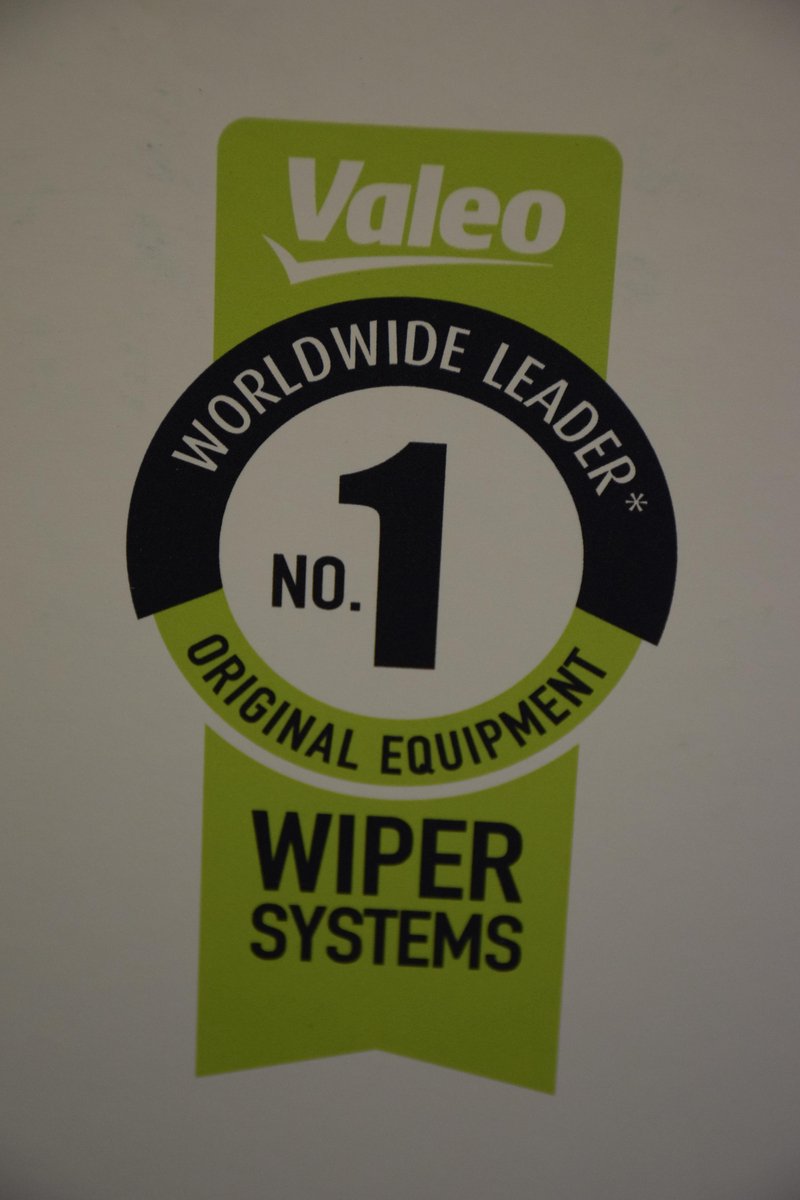 Valeo
WORLDWIDE LEADER*
NO. 1
ORIGINAL EQUIPMENT
WIPER
SYSTEMS